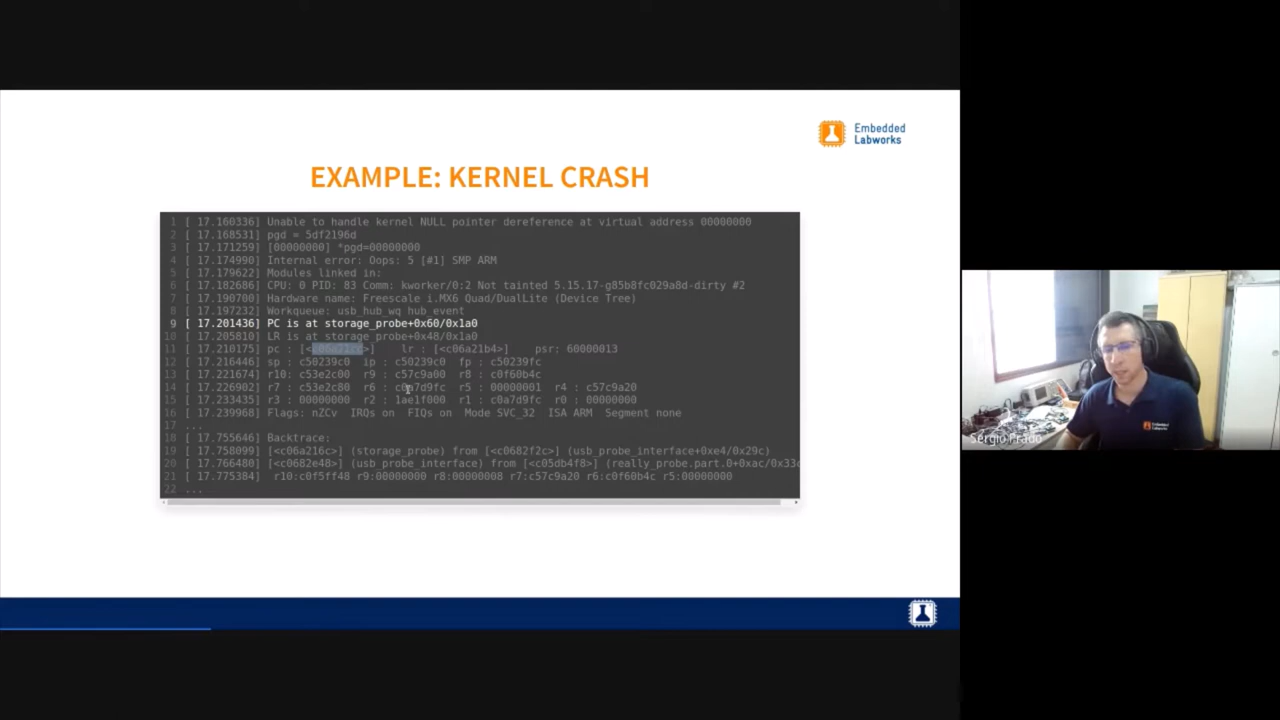 Embedded
Labworks
EXAMPLE: KERNEL CRASH
1 [ 17.160336] Unable to handle kernel NULL pointer dereference at virtual address 00000000
2 [ 17.168531] pgd = 5df2196d
3 [ 17.171259] [00000000] *pgd=00000000
4 [ 17.174990] Internal error: Oops: 5 [#1] SMP ARM
5 [ 17.179622] Modules linked in:
6 [ 17.182686] CPU: 0 PID: 83 Comm: kworker/0:2 Not tainted 5.15.17-g85b8fc029a8d-dirty #2
7 [ 17.190700] Hardware name: Freescale i.MX6 Quad/DualLite (Device Tree)
8 [ 17.197232] Workqueue: usb_hub_wq hub_event
9 [ 17.201436] PC is at storage_probe+0x60/0x1a0
10 [ 17.205810] LR is at storage_probe+0x48/0x1a0
11 [ 17.210175] pc : [<c06a21cc>] lr : [<c06a21b4>] psr: 60000013
12 [ 17.216446] sp : c50239c0 ip : c50239c0 fp : c50239fc
13 [ 17.221674] r10: c53e2c00 r9 : c57c9a00 r8 : c0f60b4c
14 [ 17.226902] r7 : c53e2c80 r6 : c0a7d9fc r5 : 00000001 r4 : c57c9a20
15 [ 17.233435] r3 : 00000000 r2 : 1ae1f000 r1 : c0a7d9fc r0 : 00000000
16 [ 17.239968] Flags: nZCv IRQs on FIQs on Mode SVC_32 ISA ARM Segment none
17 ...
18 [ 17.755646] Backtrace:
19 [ 17.758099] [<c06a216c>] (storage_probe) from [<c0682f2c>] (usb_probe_interface+0xe4/0x29c)
20 [ 17.766480] [<c0682e48>] (usb_probe_interface) from [<c05db4f8>] (really_probe.part.0+0xac/0x33c
21 [ 17.775384] r10:c0f5ff48 r9:00000000 r8:00000008 r7:c57c9a20 r6:c0f60b4c r5:00000000
22 ...
Sergio Prado